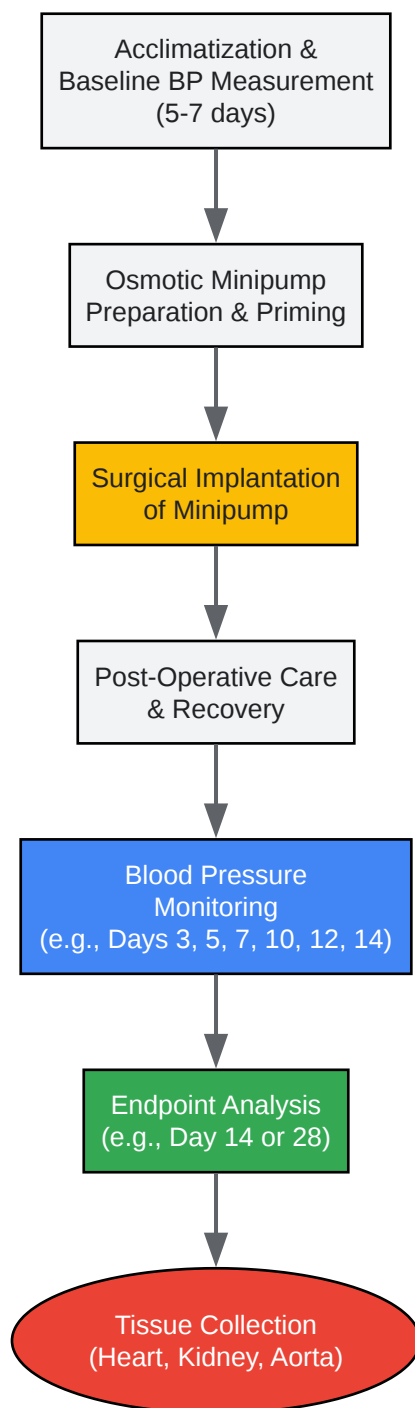 Acclimatization &
Baseline BP Measurement
(5-7 days)
Osmotic Minipump
Preparation & Priming
Surgical Implantation
of Minipump
Post-Operative Care
& Recovery
Blood Pressure
Monitoring
(e.g., Days 3, 5, 7, 10, 12, 14)
Endpoint Analysis
(e.g., Day 14 or 28)
Tissue Collection
(Heart, Kidney, Aorta)